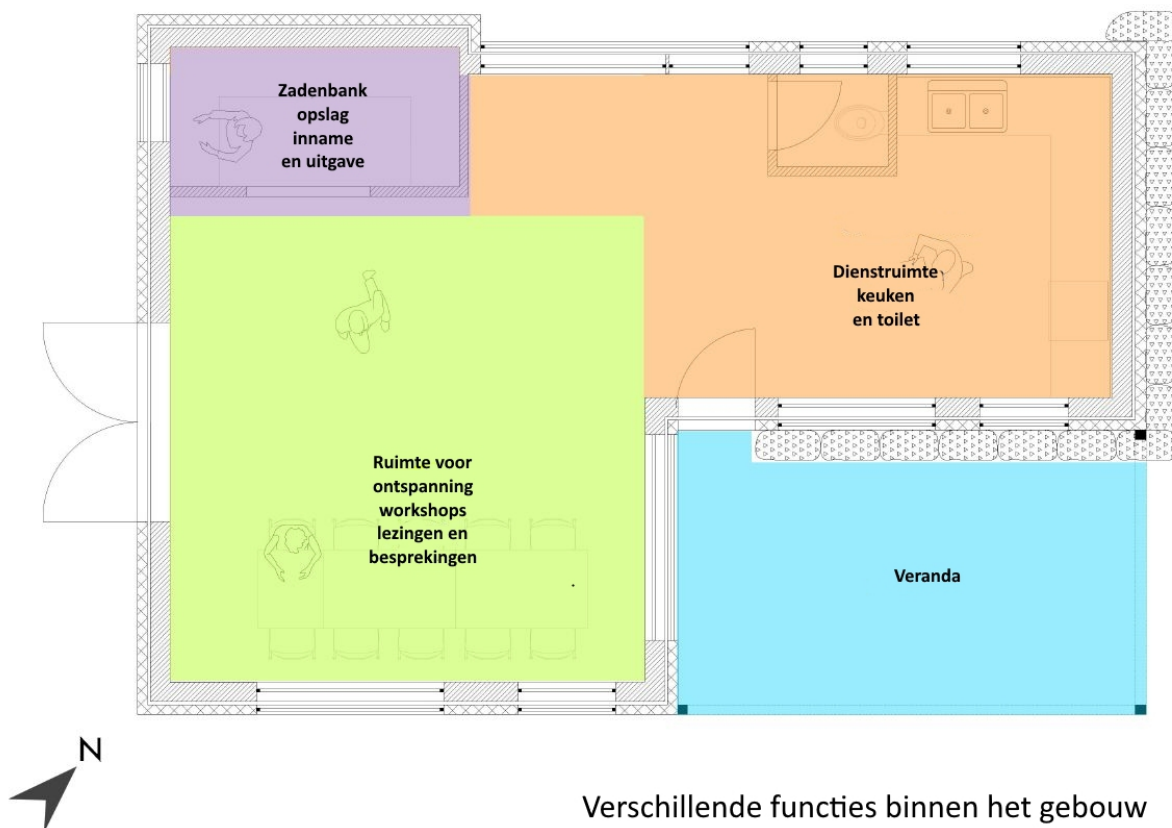 Zadenbank
opslag
inname
en uitgave
Dienstruimte
keuken
en toilet
Ruimte voor
ontspanning
workshops
lezingen en
besprekingen
Veranda
N
Verschillende functies binnen het gebouw